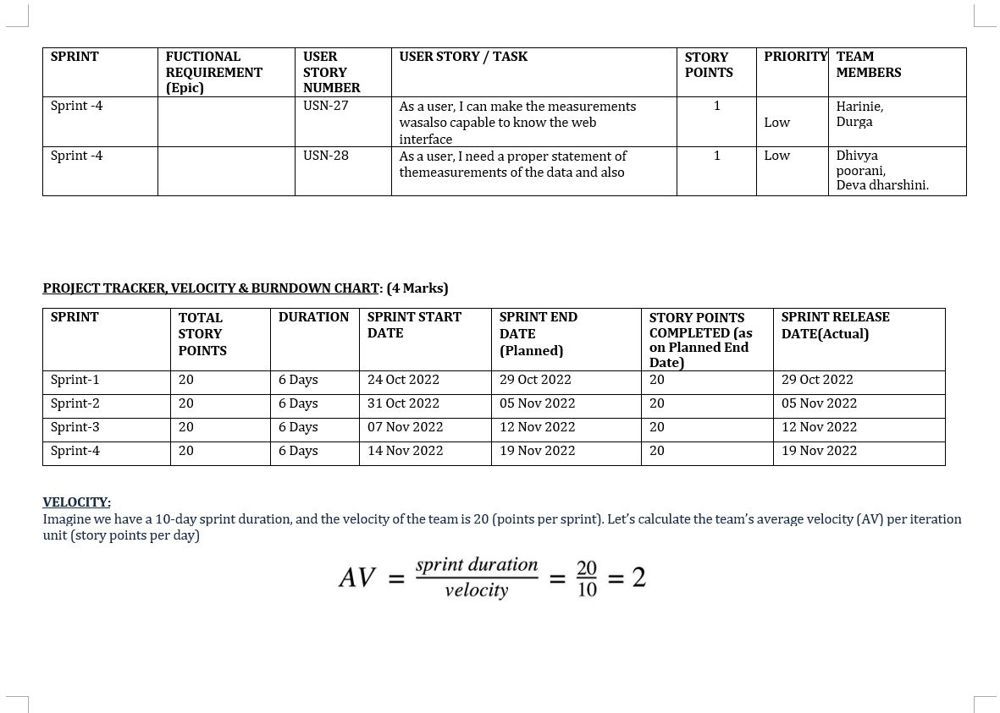 SPRINT FUCTIONAL REQUIREMENT (Epic) USER STORY NUMBER USER STORY / TASK STORY POINTS PRIORITY TEAM MEMBERS
Sprint -4 USN-27 As a user, I can make the measurements wasalso capable to know the web interface 1 Low Harinie, Durga
Sprint -4 USN-28 As a user, I need a proper statement of themeasurements of the data and also 1 Low Dhivya poorani, Deva dharshini.
PROJECT TRACKER, VELOCITY & BURNDOWN CHART: (4 Marks)
SPRINT TOTAL STORY POINTS DURATION SPRINT START DATE SPRINT END DATE (Planned) STORY POINTS COMPLETED (as on Planned End Date) SPRINT RELEASE DATE(Actual)
Sprint-1 20 6 Days 24 Oct 2022 29 Oct 2022 20 29 Oct 2022
Sprint-2 20 6 Days 31 Oct 2022 05 Nov 2022 20 05 Nov 2022
Sprint-3 20 6 Days 07 Nov 2022 12 Nov 2022 20 12 Nov 2022
Sprint-4 20 6 Days 14 Nov 2022 19 Nov 2022 20 19 Nov 2022
VELOCITY:
Imagine we have a 10-day sprint duration, and the velocity of the team is 20 (points per sprint). Let’s calculate the team’s average velocity (AV) per iteration
unit (story points per day)
AV = sprint duration / velocity = 20 / 10 = 2